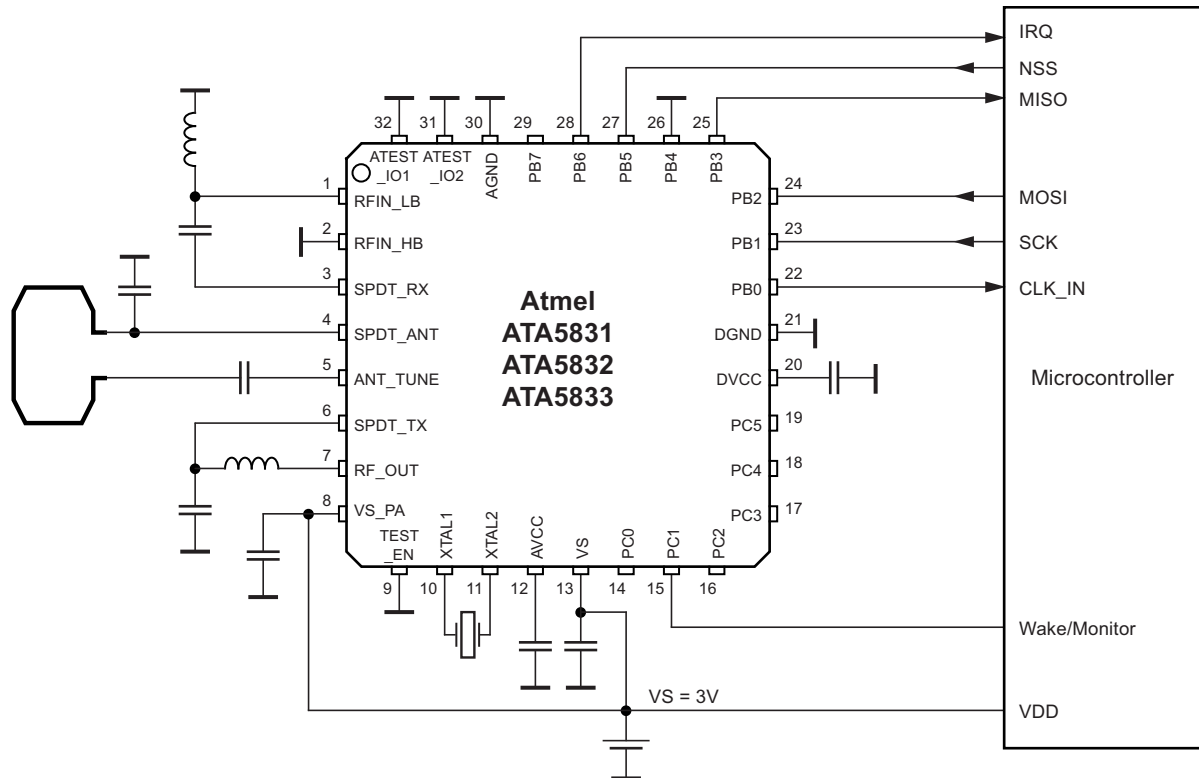 IRQ
NSS
MISO
32 31 30 29 28 27 26 25
ATEST
_IO1
ATEST
_IO2
AGND
PB7
PB6
PB5
PB4
PB3
1 RFIN_LB
PB2 24 MOSI
2 RFIN_HB
PB1 23 SCK
3 SPDT_RX
PB0 22 CLK_IN
4 SPDT_ANT
DGND 21
5 ANT_TUNE
DVCC 20
6 SPDT_TX
PC5 19
7 RF_OUT
PC4 18
8 VS_PA
PC3 17
Atmel
ATA5831
ATA5832
ATA5833
Microcontroller
TEST
_EN
XTAL1
XTAL2
AVCC
VS
PC0
PC1
PC2
9 10 11 12 13 14 15 16
Wake/Monitor
VS = 3V
VDD